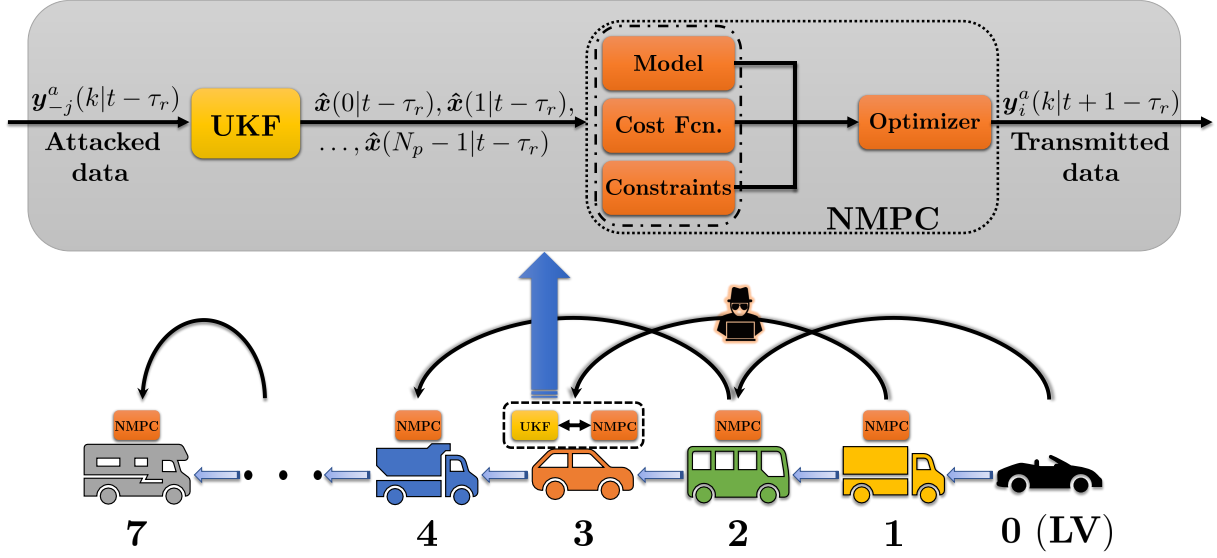 y^a_{-j}(k|t − τ_r)
Attacked
data
UKF
x̂(0|t − τ_r), x̂(1|t − τ_r),
..., x̂(N_p − 1|t − τ_r)
Model
Cost Fcn.
Constraints
Optimizer
NMPC
y^a_i(k|t + 1 − τ_r)
Transmitted
data
NMPC
NMPC
UKF
NMPC
NMPC
NMPC
7
4
3
2
1
0 (LV)